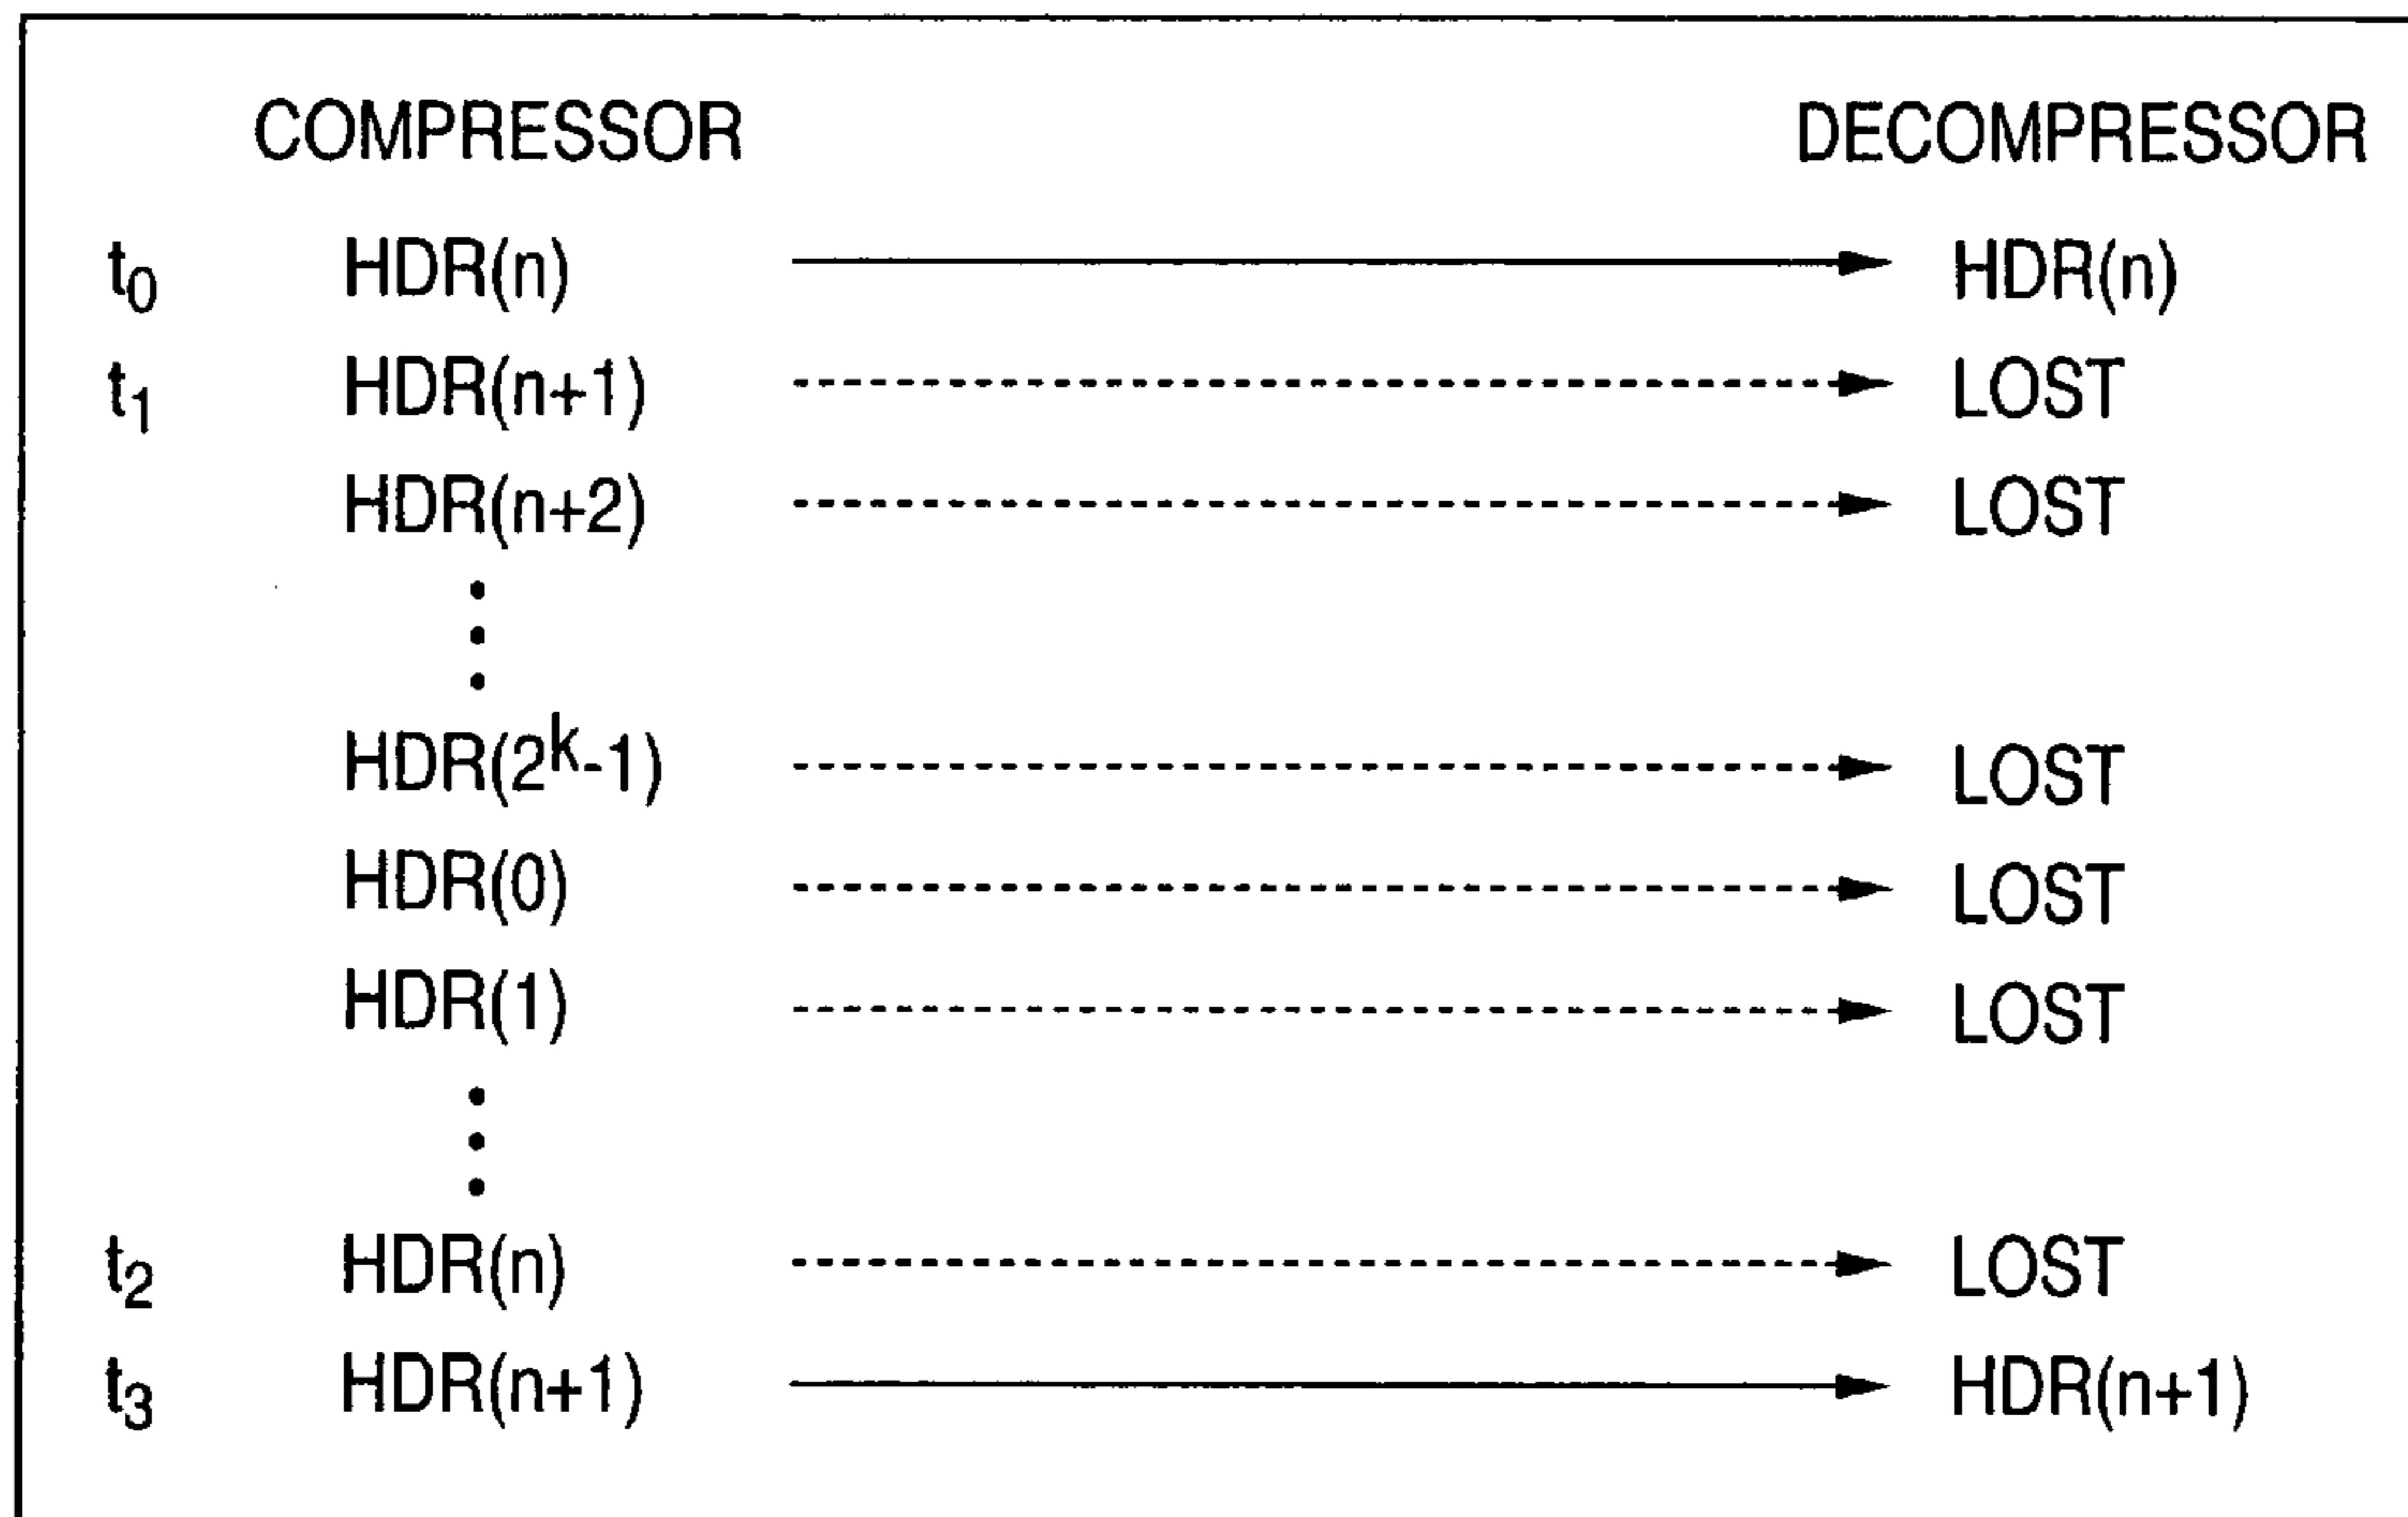 COMPRESSOR DECOMPRESSOR
t₀ HDR(n) HDR(n)
t₁ HDR(n+1) LOST
HDR(n+2) LOST
HDR(2ᵏ-1) LOST
HDR(0) LOST
HDR(1) LOST
t₂ HDR(n) LOST
t₃ HDR(n+1) HDR(n+1)